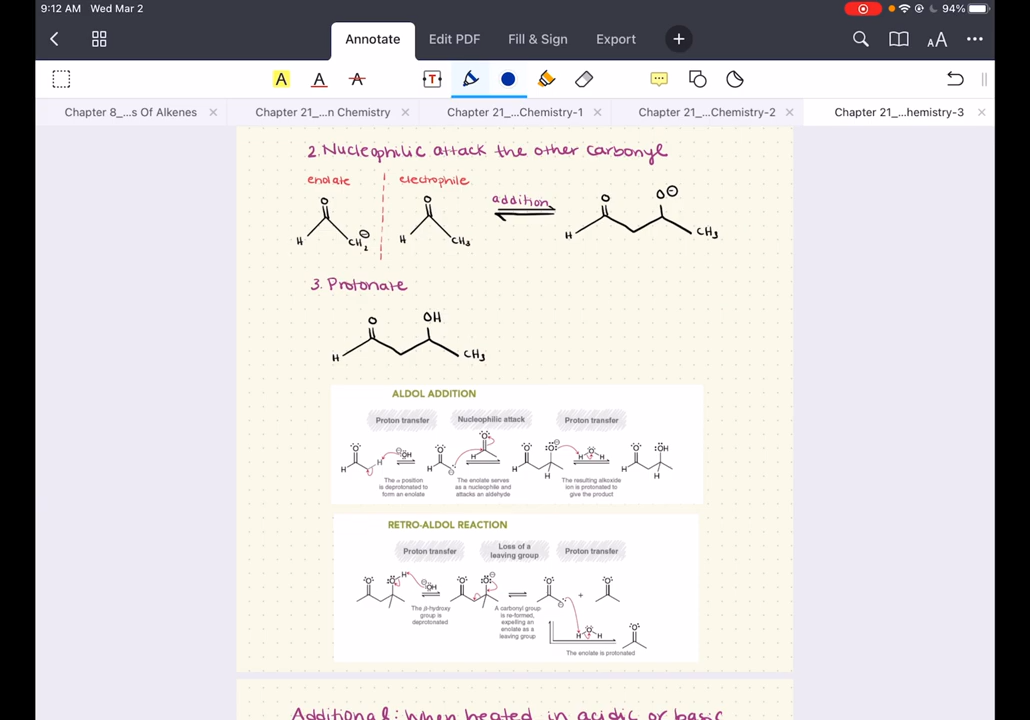 9:12 AM Wed Mar 2
94%
Annotate
Edit PDF
Fill & Sign
Export
AA
A A A T
Chapter 8_...s Of Alkenes
Chapter 21_...n Chemistry
Chapter 21_...Chemistry-1
Chapter 21_...Chemistry-2
Chapter 21_...hemistry-3
2. Nucleophilic attack the other carbonyl
enolate
electrophile
addition
O H CH2 ⊖
O H CH3
O O⊖ H CH3
3. Protonate
O OH H CH3
ALDOL ADDITION
Proton transfer
Nucleophilic attack
Proton transfer
The α position
is deprotonated to
form an enolate
The enolate serves
as a nucleophile and
attacks an aldehyde
The resulting alkoxide
ion is protonated to
give the product
RETRO-ALDOL REACTION
Proton transfer
Loss of a
leaving group
Proton transfer
The β-hydroxy
group is
deprotonated
A carbonyl group
is re-formed,
expelling an
enolate as a
leaving group
+
The enolate is protonated
Additional: When heated in acidic or basic